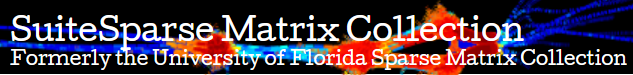 SuiteSparse Matrix Collection
Formerly the University of Florida Sparse Matrix Collection